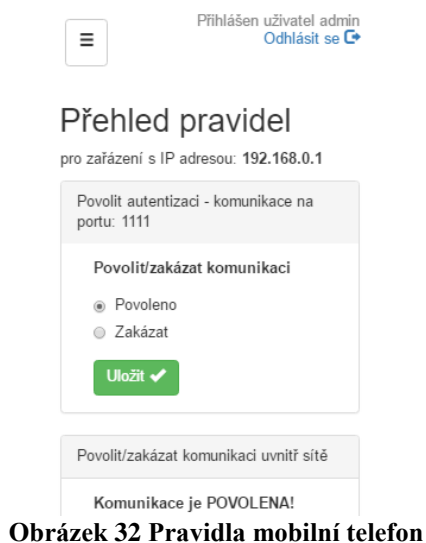 Přihlášen uživatel admin
Odhlásit se
Přehled pravidel
pro zařázení s IP adresou: 192.168.0.1
Povolit autentizaci - komunikace na
portu: 1111
Povolit/zakázat komunikaci
Povoleno
Zakázat
Uložit
Povolit/zakázat komunikaci uvnitř sítě
Komunikace je POVOLENA!
Obrázek 32 Pravidla mobilní telefon